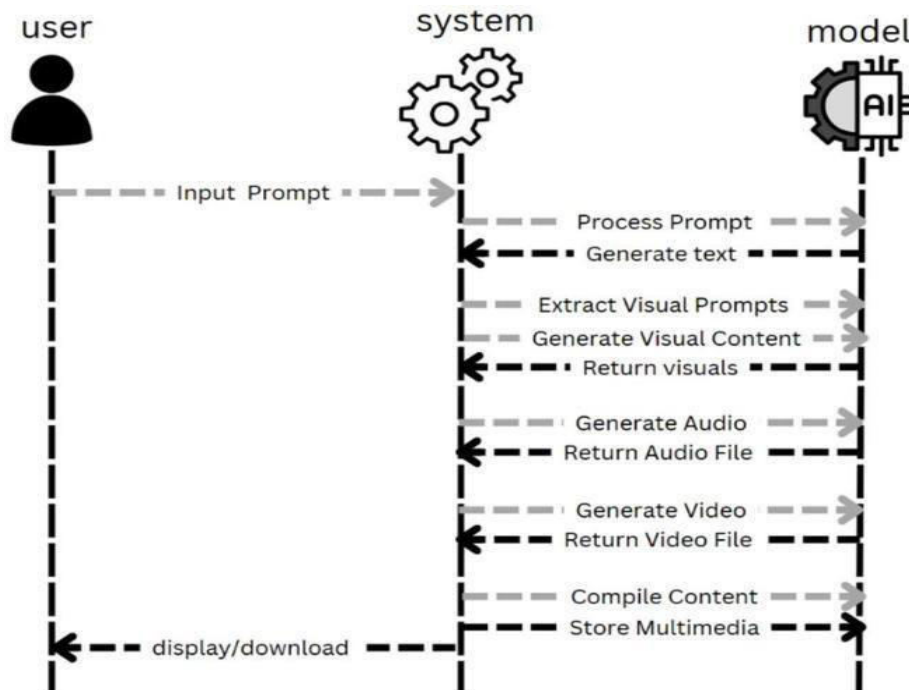 user
system
model
AI
Input Prompt
Process Prompt
Generate text
Extract Visual Prompts
Generate Visual Content
Return visuals
Generate Audio
Return Audio File
Generate Video
Return Video File
Compile Content
Store Multimedia
display/download